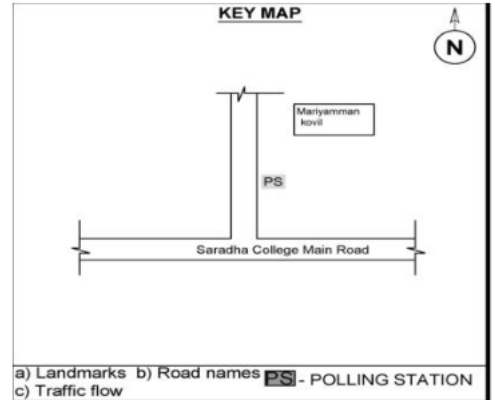 KEY MAP
N
Mariyamman
kovil
PS
Saradha College Main Road
a) Landmarks b) Road names PS - POLLING STATION
c) Traffic flow